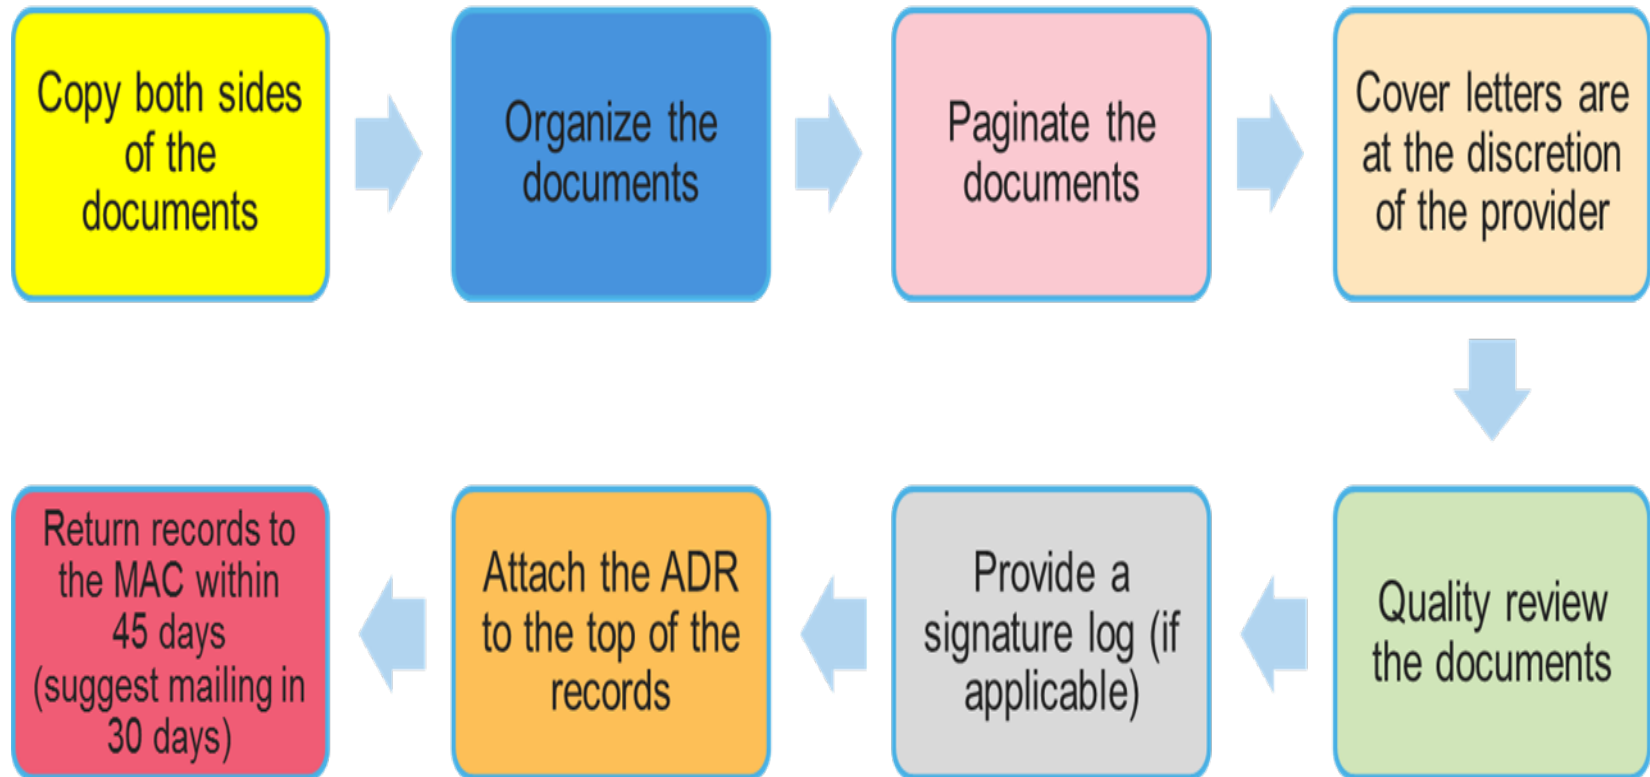 Copy both sides
of the
documents
Organize the
documents
Paginate the
documents
Cover letters are
at the discretion
of the provider
Quality review
the documents
Provide a
signature log (if
applicable)
Attach the ADR
to the top of the
records
Return records to
the MAC within
45 days
(suggest mailing in
30 days)